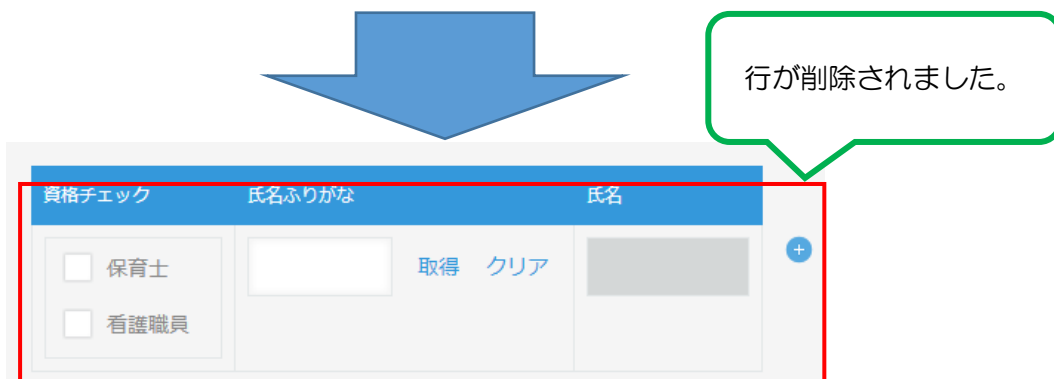 行が削除されました。
資格チェック 氏名ふりがな 氏名
保育士 取得 クリア
看護職員